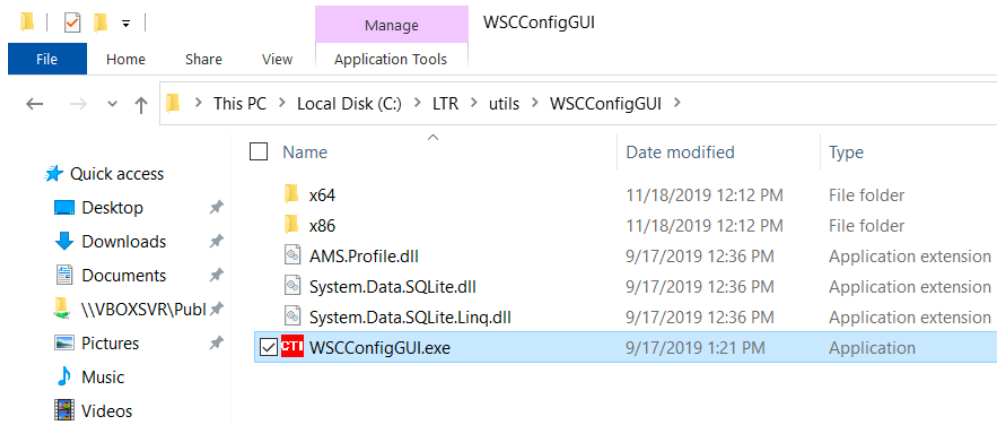 Manage WSCConfigGUI
File Home Share View Application Tools
This PC > Local Disk (C:) > LTR > utils > WSCConfigGUI >
Name Date modified Type
Quick access
Desktop
Downloads
Documents
\\VBOXSVR\Publ
Pictures
Music
Videos
x64 11/18/2019 12:12 PM File folder
x86 11/18/2019 12:12 PM File folder
AMS.Profile.dll 9/17/2019 12:36 PM Application extension
System.Data.SQLite.dll 9/17/2019 12:36 PM Application extension
System.Data.SQLite.Linq.dll 9/17/2019 12:36 PM Application extension
CTI WSCConfigGUI.exe 9/17/2019 1:21 PM Application